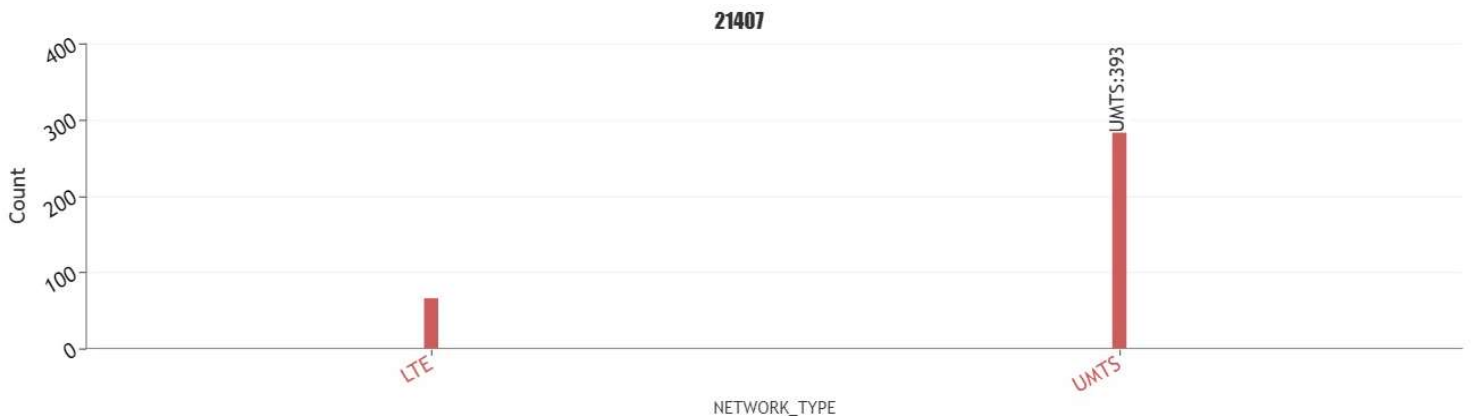 21407
400
300
200
100
0
Count
UMTS:393
LTE
UMTS
NETWORK_TYPE